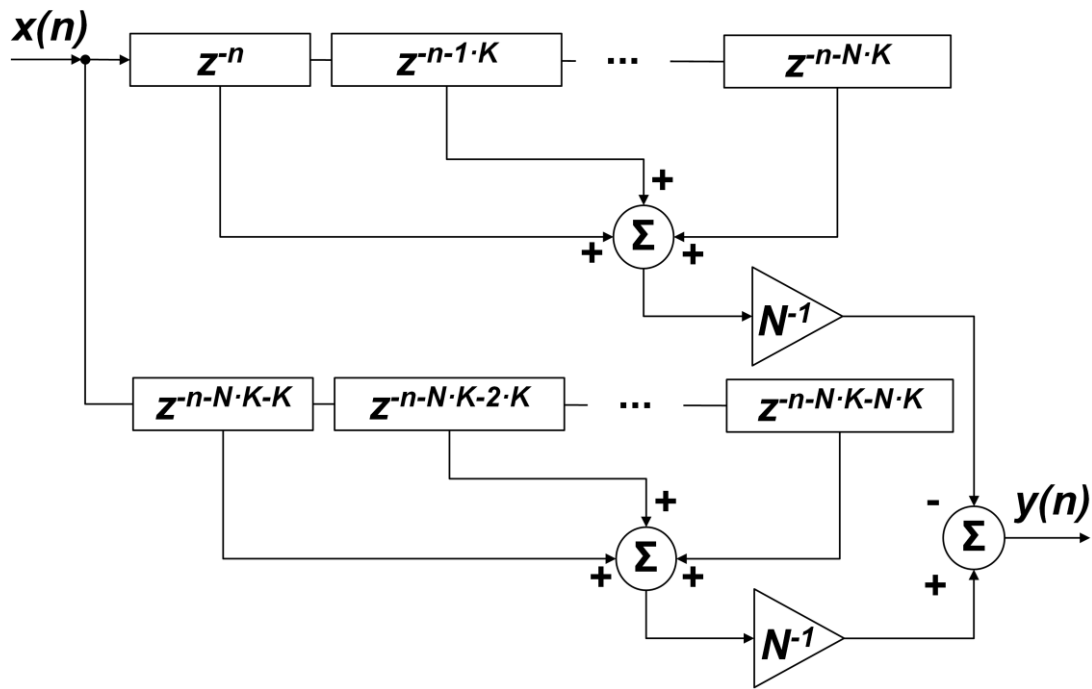 x(n)
z^-n z^-n-1·K ... z^-n-N·K
+
+ Σ +
N^-1
z^-n-N·K-K z^-n-N·K-2·K ... z^-n-N·K-N·K
+
+ Σ +
- Σ + y(n)
N^-1